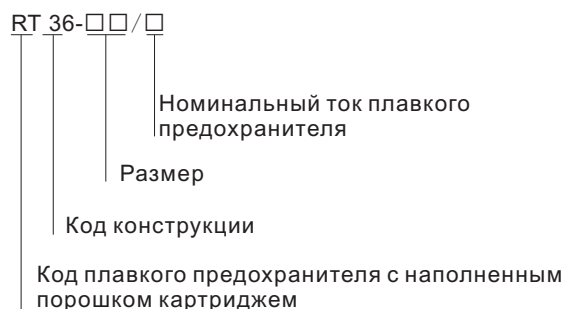 RT 36-□□/□
Номинальный ток плавкого
предохранителя
Размер
Код конструкции
Код плавкого предохранителя с наполненным
порошком картриджем